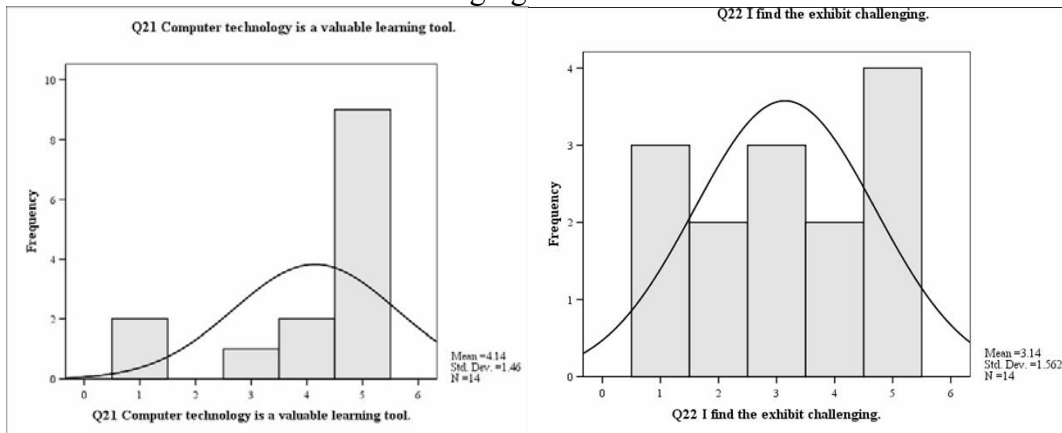 Q21 Computer technology is a valuable learning tool.
Frequency
10
8
6
4
2
0
0 1 2 3 4 5 6
Q21 Computer technology is a valuable learning tool.
Mean =4.14
Std. Dev. =1.46
N =14
Q22 I find the exhibit challenging.
Frequency
4
3
2
1
0
0 1 2 3 4 5 6
Q22 I find the exhibit challenging.
Mean =3.14
Std. Dev. =1.562
N =14